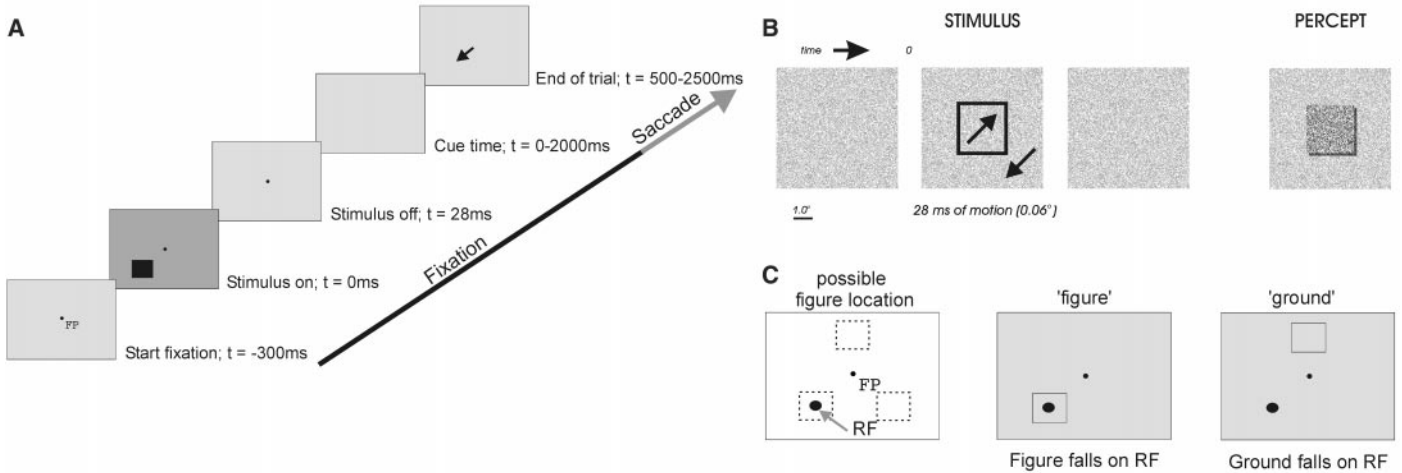 A
End of trial; t = 500-2500ms
Cue time; t = 0-2000ms
Stimulus off; t = 28ms
Stimulus on; t = 0ms
FP
Start fixation; t = -300ms
Fixation
Saccade
B
STIMULUS
PERCEPT
time
0
1.0°
28 ms of motion (0.06°)
C
possible
figure location
'figure'
'ground'
FP
RF
Figure falls on RF
Ground falls on RF